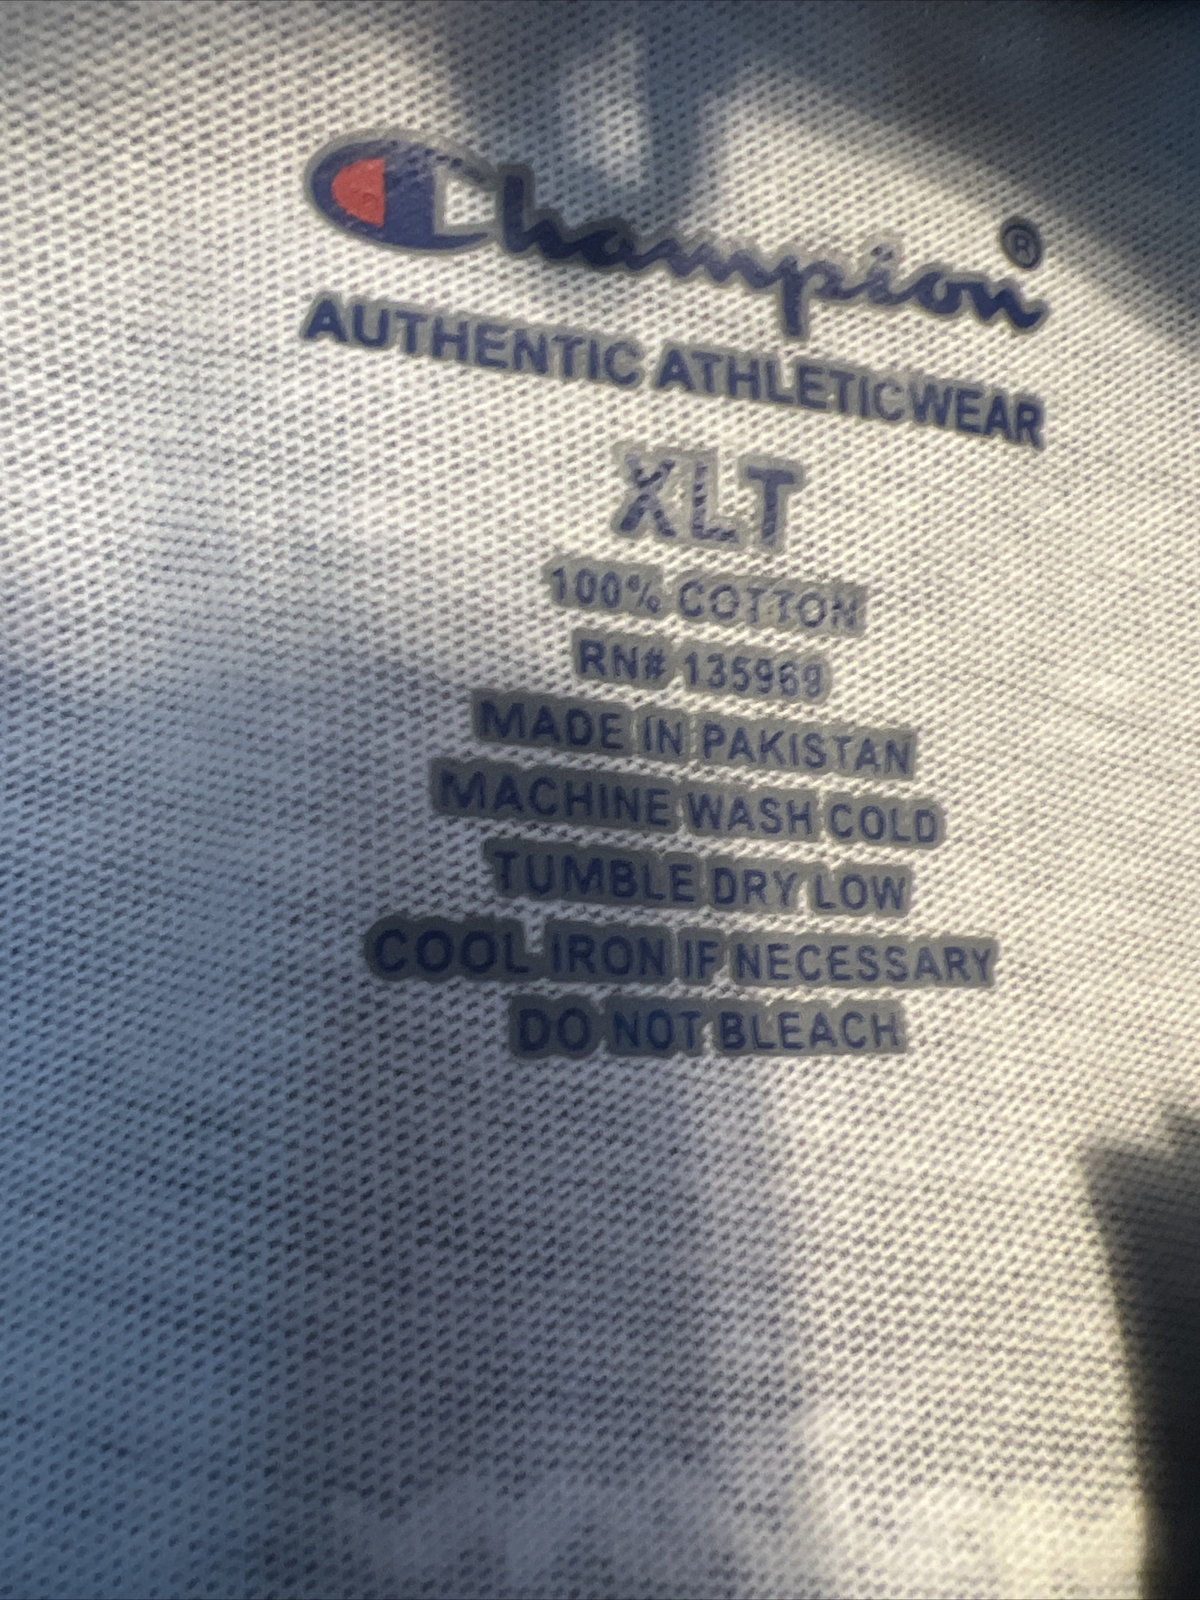 Champion®
AUTHENTIC ATHLETICWEAR
XLT
100% COTTON
RN# 135969
MADE IN PAKISTAN
MACHINE WASH COLD
TUMBLE DRY LOW
COOL IRON IF NECESSARY
DO NOT BLEACH